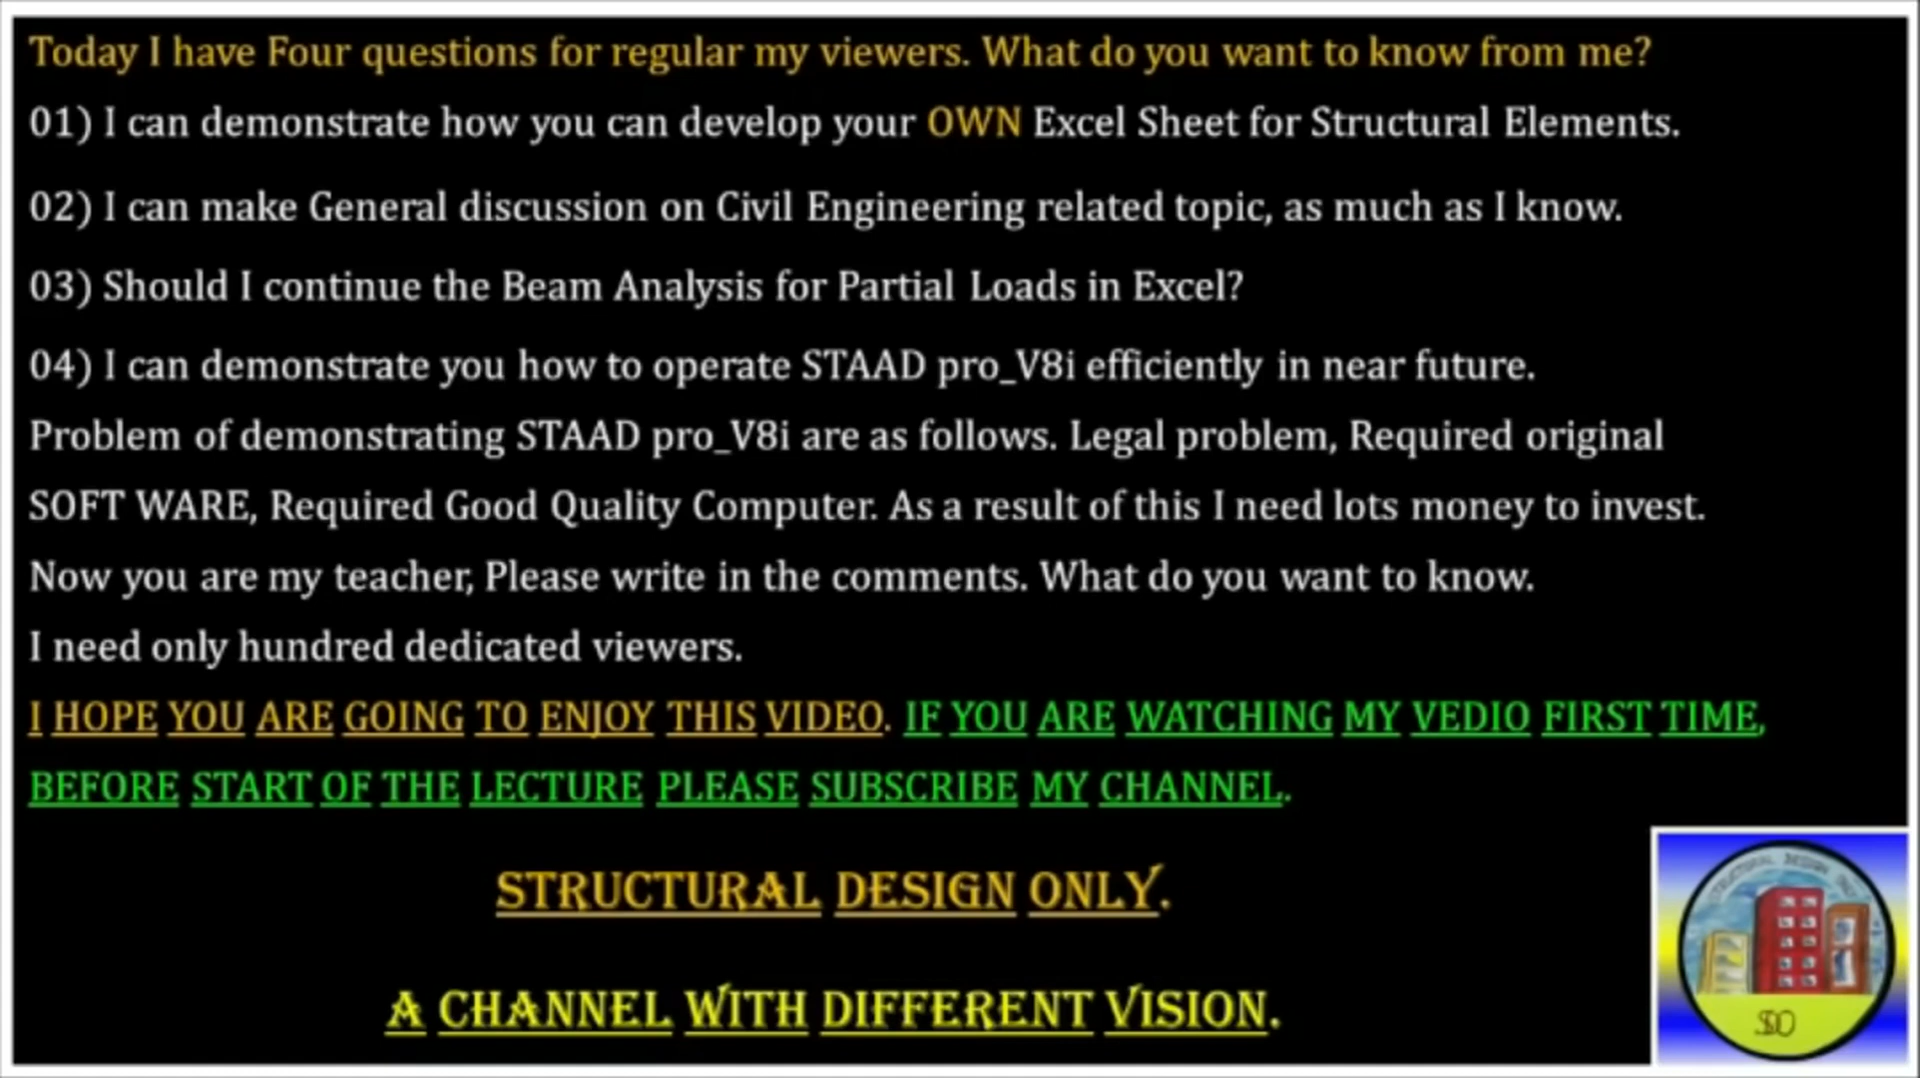 Today I have Four questions for regular my viewers. What do you want to know from me?
01) I can demonstrate how you can develop your OWN Excel Sheet for Structural Elements.
02) I can make General discussion on Civil Engineering related topic, as much as I know.
03) Should I continue the Beam Analysis for Partial Loads in Excel?
04) I can demonstrate you how to operate STAAD pro_V8i efficiently in near future.
Problem of demonstrating STAAD pro_V8i are as follows. Legal problem, Required original
SOFT WARE, Required Good Quality Computer. As a result of this I need lots money to invest.
Now you are my teacher, Please write in the comments. What do you want to know.
I need only hundred dedicated viewers.
I HOPE YOU ARE GOING TO ENJOY THIS VIDEO. IF YOU ARE WATCHING MY VEDIO FIRST TIME,
BEFORE START OF THE LECTURE PLEASE SUBSCRIBE MY CHANNEL.
STRUCTURAL DESIGN ONLY.
A CHANNEL WITH DIFFERENT VISION.
STRUCTURAL DESIGN ONLY
SDO